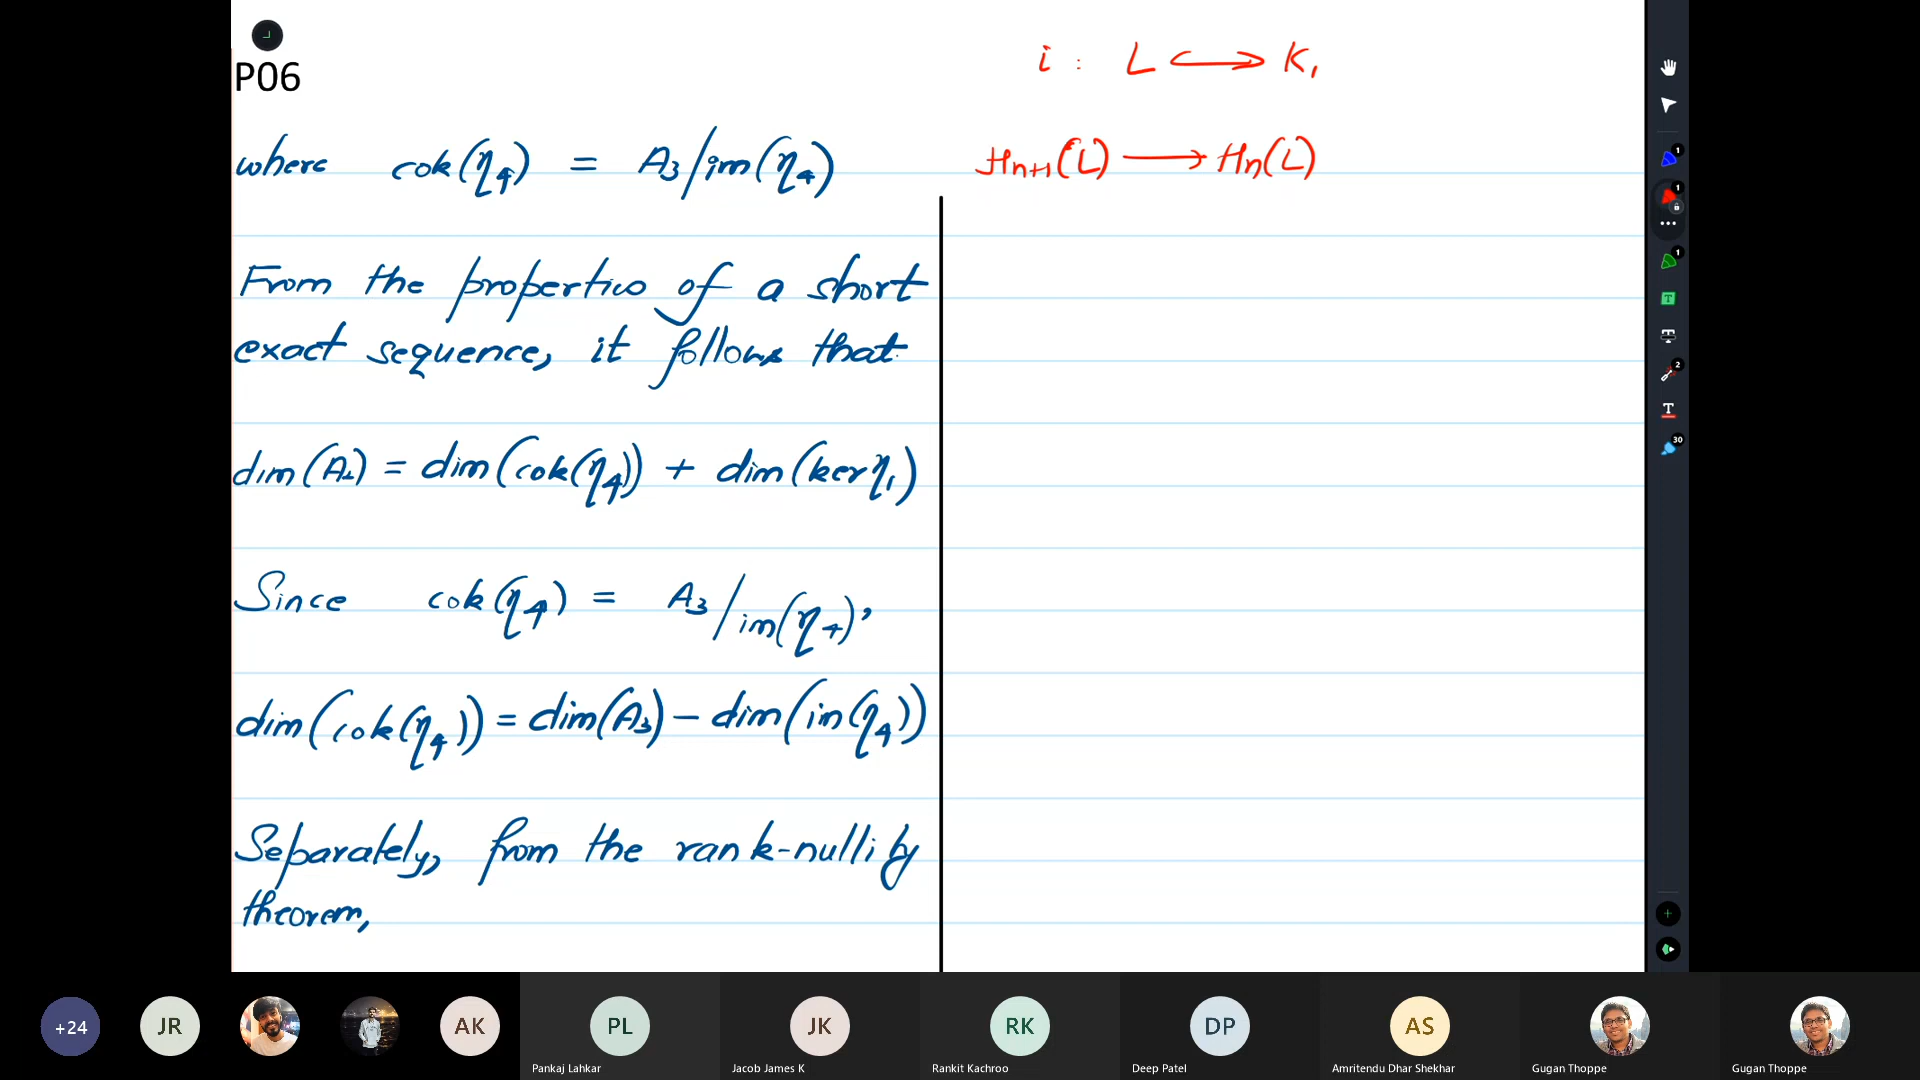 P06
i : L ↪ K₁
where cok(η₄) = A₃/im(η₄)
Hₙ₊₁(L) ⟶ Hₙ(L)
From the properties of a short
exact sequence, it follows that
dim(A₂) = dim(cok(η₄)) + dim(ker η₁)
Since cok(η₄) = A₃/im(η₄),
dim(cok(η₄)) = dim(A₃) − dim(im(η₄))
Separately, from the rank-nullity
theorem,
+24
JR
AK
PL
JK
RK
DP
AS
Pankaj Lahkar
Jacob James K
Rankit Kachroo
Deep Patel
Amritendu Dhar Shekhar
Gugan Thoppe
Gugan Thoppe